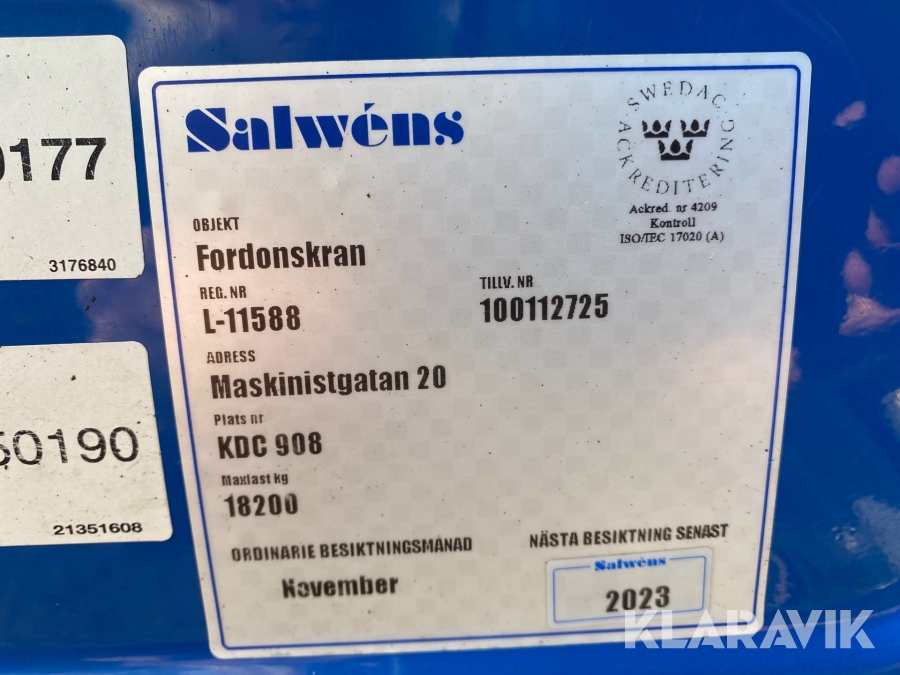 0177
3176840
50190
21351608
Salwéns
SWEDAC
ACKREDITERING
Ackred. nr 4209
Kontroll
ISO/IEC 17020 (A)
OBJEKT
Fordonskran
REG. NR
L-11588
TILLV. NR
100112725
ADRESS
Maskinistgatan 20
Plats nr
KDC 908
Maxlast kg
18200
ORDINARIE BESIKTNINGSMÅNAD
November
NÄSTA BESIKTNING SENAST
Salwéns
2023
KLARAVIK